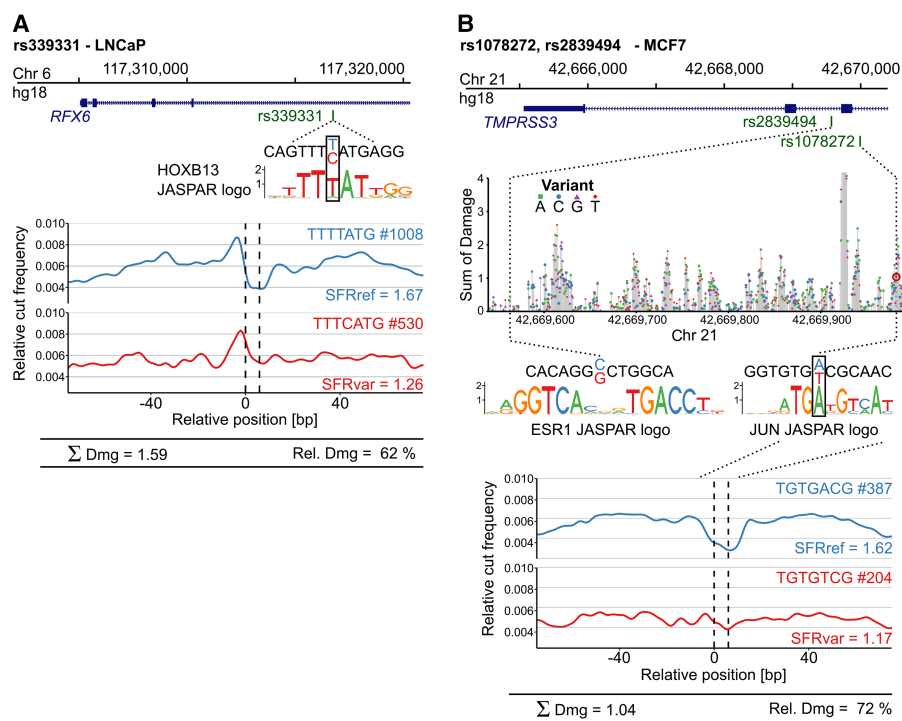 A
rs339331 - LNCaP
Chr 6
117,310,000
117,320,000
hg18
RFX6
rs339331
CAGTTT
T
C
ATGAGG
HOXB13
JASPAR logo
2
1
TTTTATTGG
Relative cut frequency
0.010
0.008
0.006
0.004
TTTTATG #1008
SFRref = 1.67
0.010
0.008
0.006
0.004
TTTCATG #530
SFRvar = 1.26
-40
0
40
Relative position [bp]
∑ Dmg = 1.59
Rel. Dmg = 62 %
B
rs1078272, rs2839494 - MCF7
Chr 21
42,666,000
42,668,000
42,670,000
hg18
TMPRSS3
rs2839494
rs1078272
Sum of Damage
4
3
2
1
0
Variant
A C G T
42,669,600
42,669,700
42,669,800
42,669,900
Chr 21
CACAGG
C
G
CTGGCA
2
1
AGGTCA
TGACCT
ESR1 JASPAR logo
GGTGTG
A
T
CGCAAC
2
1
ATGATGTCAT
JUN JASPAR logo
Relative cut frequency
0.010
0.008
0.006
0.004
TGTGACG #387
SFRref = 1.62
0.010
0.008
0.006
0.004
TGTGTCG #204
SFRvar = 1.17
-40
0
40
Relative position [bp]
∑ Dmg = 1.04
Rel. Dmg = 72 %